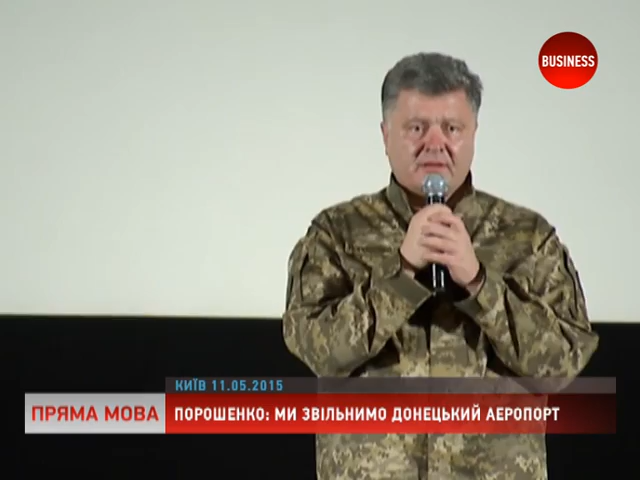 BUSINESS
КИЇВ 11.05.2015
ПРЯМА МОВА
ПОРОШЕНКО: МИ ЗВІЛЬНИМО ДОНЕЦЬКИЙ АЕРОПОРТ